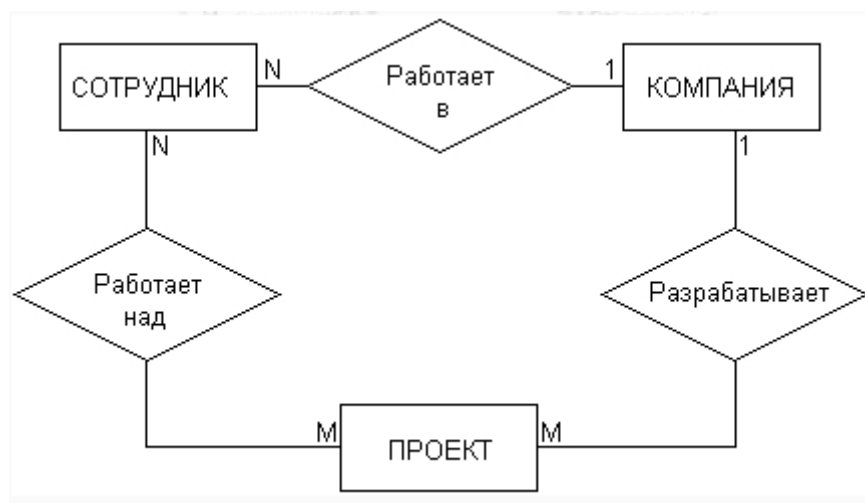 СОТРУДНИК
N
Работает
в
1
КОМПАНИЯ
N
1
Работает
над
Разрабатывает
М
ПРОЕКТ
М